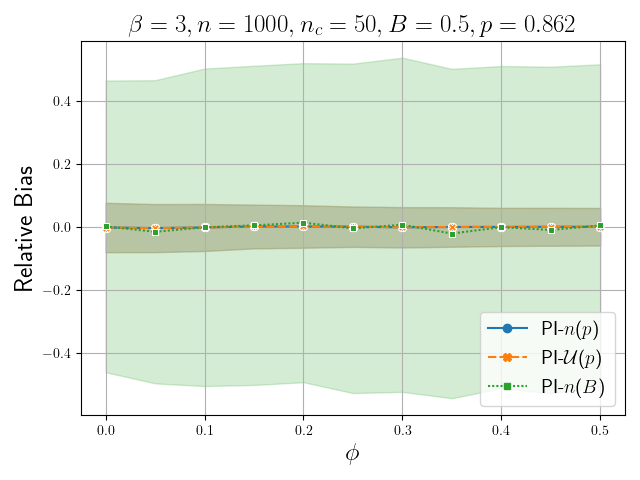 β = 3, n = 1000, n_c = 50, B = 0.5, p = 0.862
Relative Bias
0.4
0.2
0.0
−0.2
−0.4
PI-n(p)
PI-𝒰(p)
PI-n(B)
0.0 0.1 0.2 0.3 0.4 0.5
ϕ